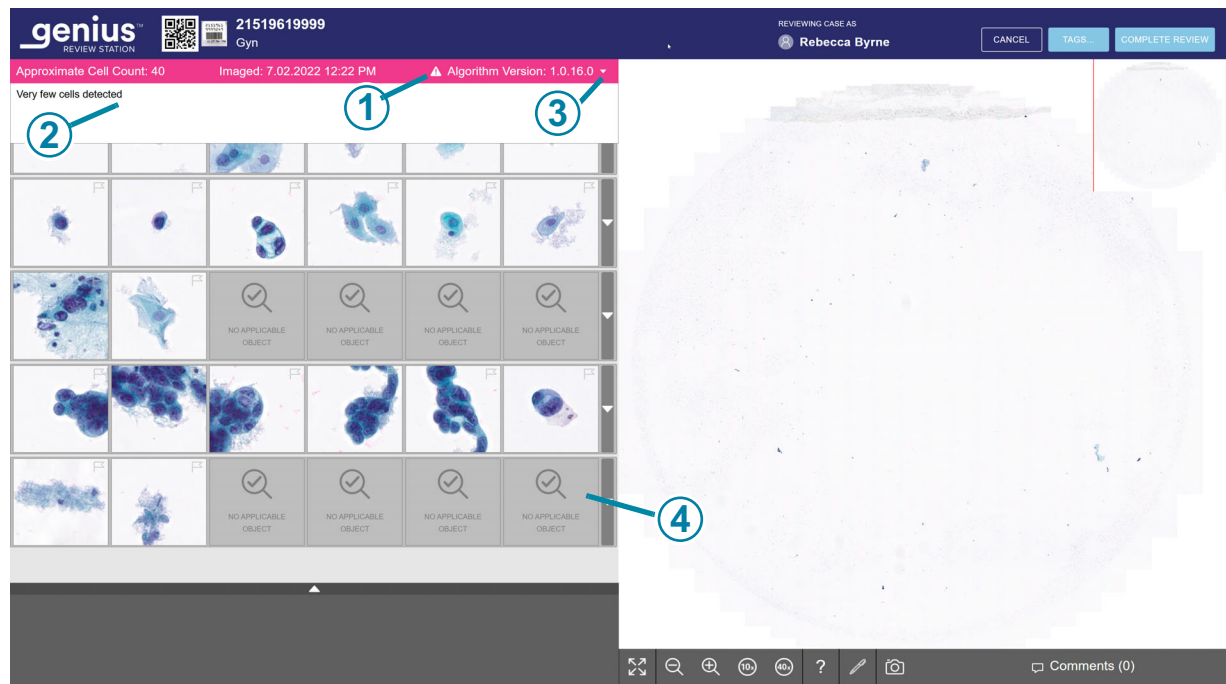 genius™
REVIEW STATION
21519619999
Gyn
REVIEWING CASE AS
Rebecca Byrne
CANCEL
TAGS...
COMPLETE REVIEW
Approximate Cell Count: 40
Imaged: 7.02.2022 12:22 PM
Algorithm Version: 1.0.16.0
Very few cells detected
1
2
3
NO APPLICABLE OBJECT
NO APPLICABLE OBJECT
NO APPLICABLE OBJECT
NO APPLICABLE OBJECT
NO APPLICABLE OBJECT
NO APPLICABLE OBJECT
NO APPLICABLE OBJECT
NO APPLICABLE OBJECT
4
10x
40x
?
Comments (0)